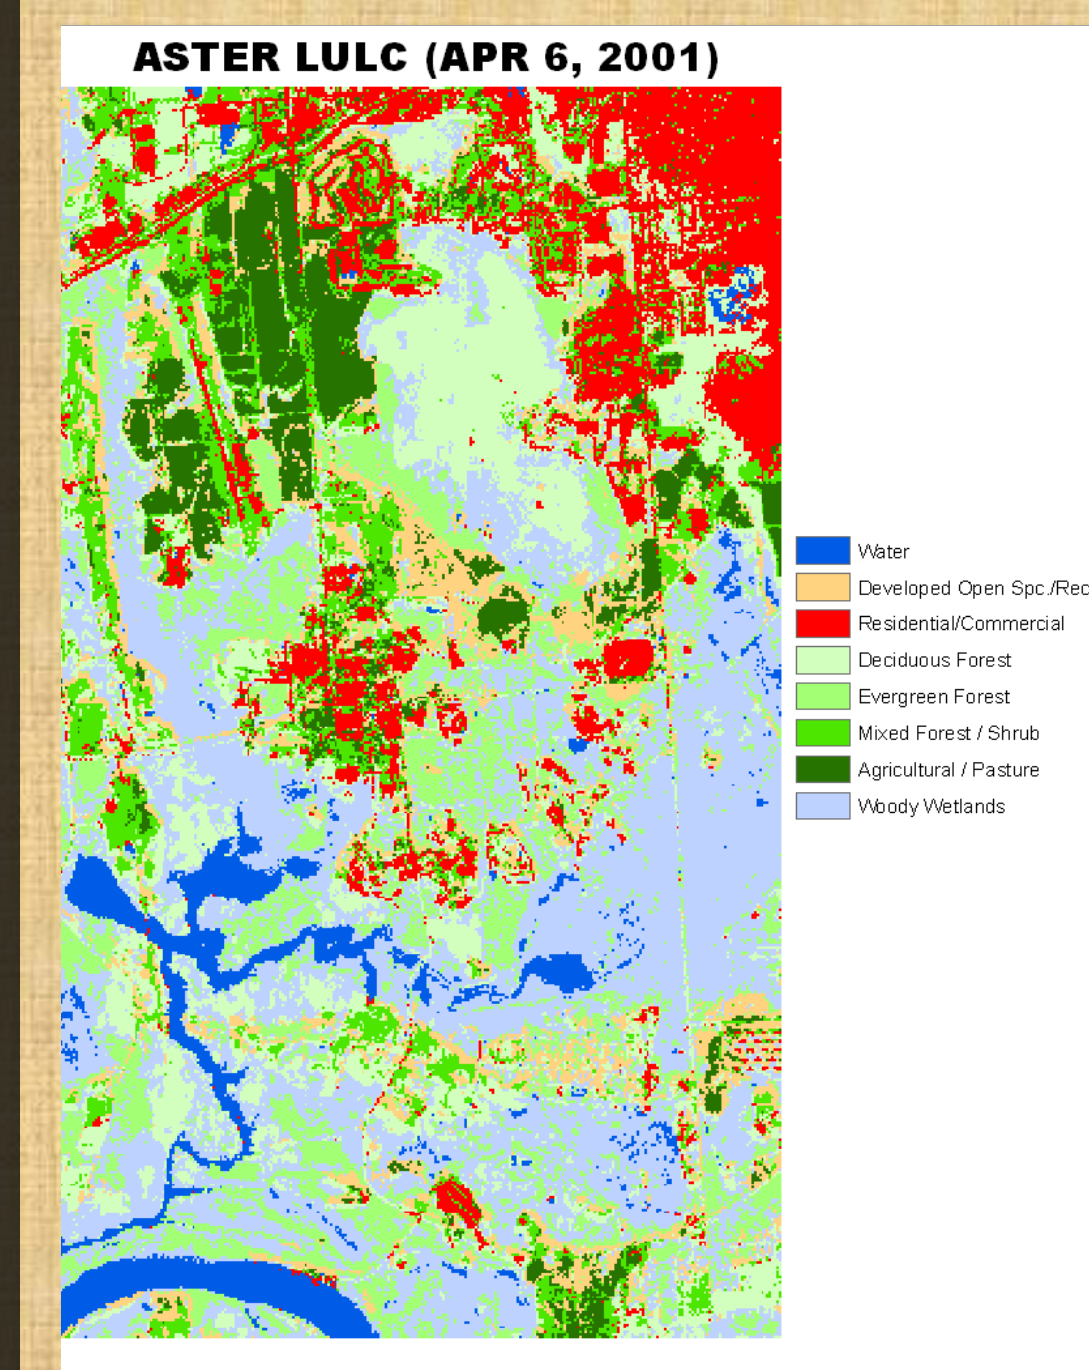 ASTER LULC (APR 6, 2001)
Water
Developed Open Spc./Rec
Residential/Commercial
Deciduous Forest
Evergreen Forest
Mixed Forest / Shrub
Agricultural / Pasture
Woody Wetlands